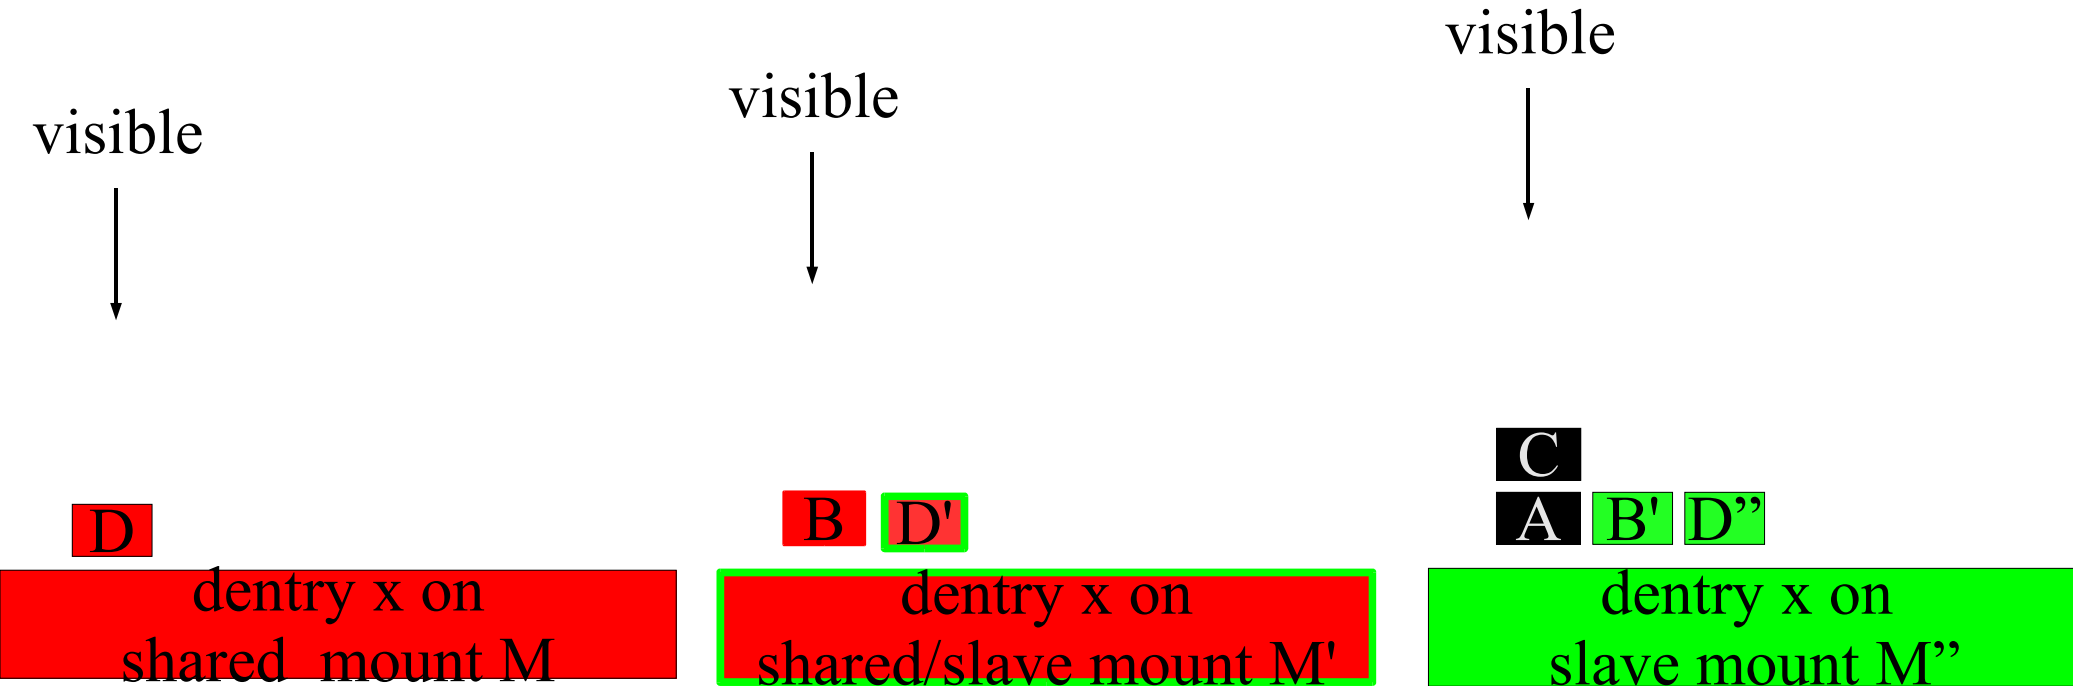 visible
visible
visible
D
B
D'
C
A
B'
D”
dentry x on
shared mount M
dentry x on
shared/slave mount M'
dentry x on
slave mount M”